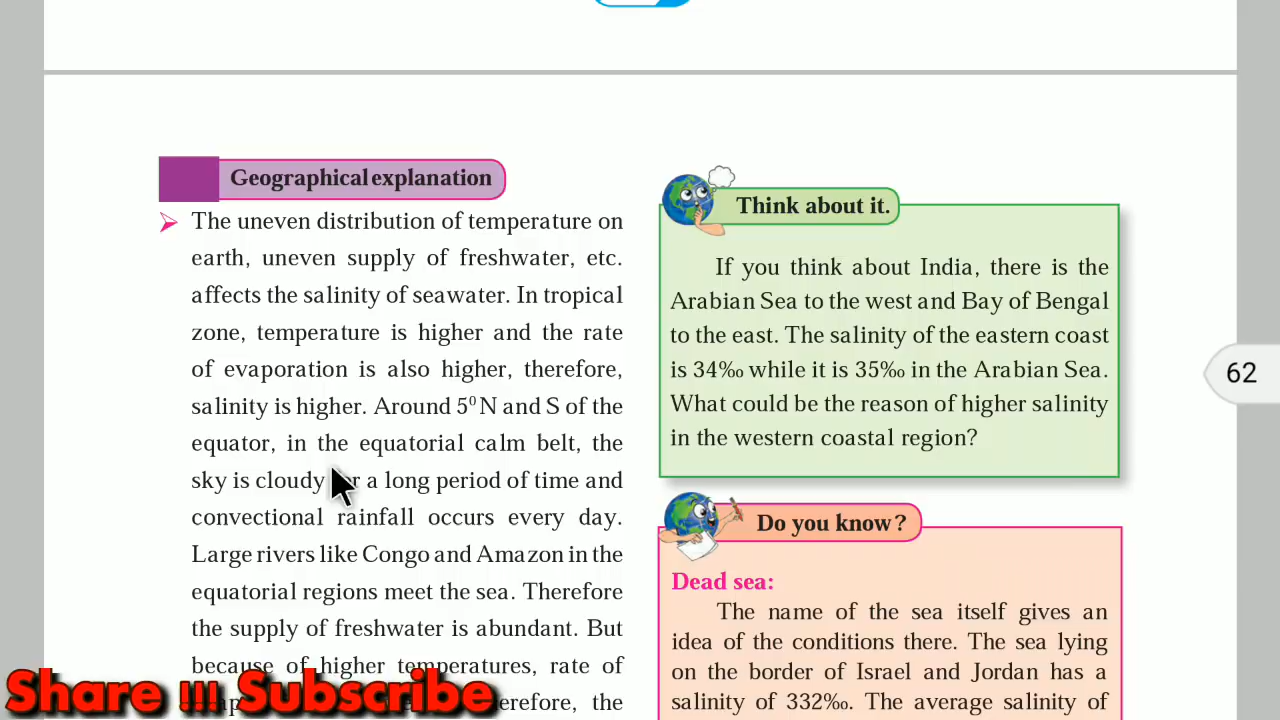 Geographical explanation
The uneven distribution of temperature on
earth, uneven supply of freshwater, etc.
affects the salinity of seawater. In tropical
zone, temperature is higher and the rate
of evaporation is also higher, therefore,
salinity is higher. Around 5⁰ N and S of the
equator, in the equatorial calm belt, the
sky is cloudy a long period of time and
convectional rainfall occurs every day.
Large rivers like Congo and Amazon in the
equatorial regions meet the sea. Therefore
the supply of freshwater is abundant. But
because of higher temperatures, rate of
the
Think about it.
If you think about India, there is the
Arabian Sea to the west and Bay of Bengal
to the east. The salinity of the eastern coast
is 34‰ while it is 35‰ in the Arabian Sea.
What could be the reason of higher salinity
in the western coastal region?
Do you know?
Dead sea:
The name of the sea itself gives an
idea of the conditions there. The sea lying
on the border of Israel and Jordan has a
salinity of 332‰. The average salinity of
62
Share !!! Subscribe